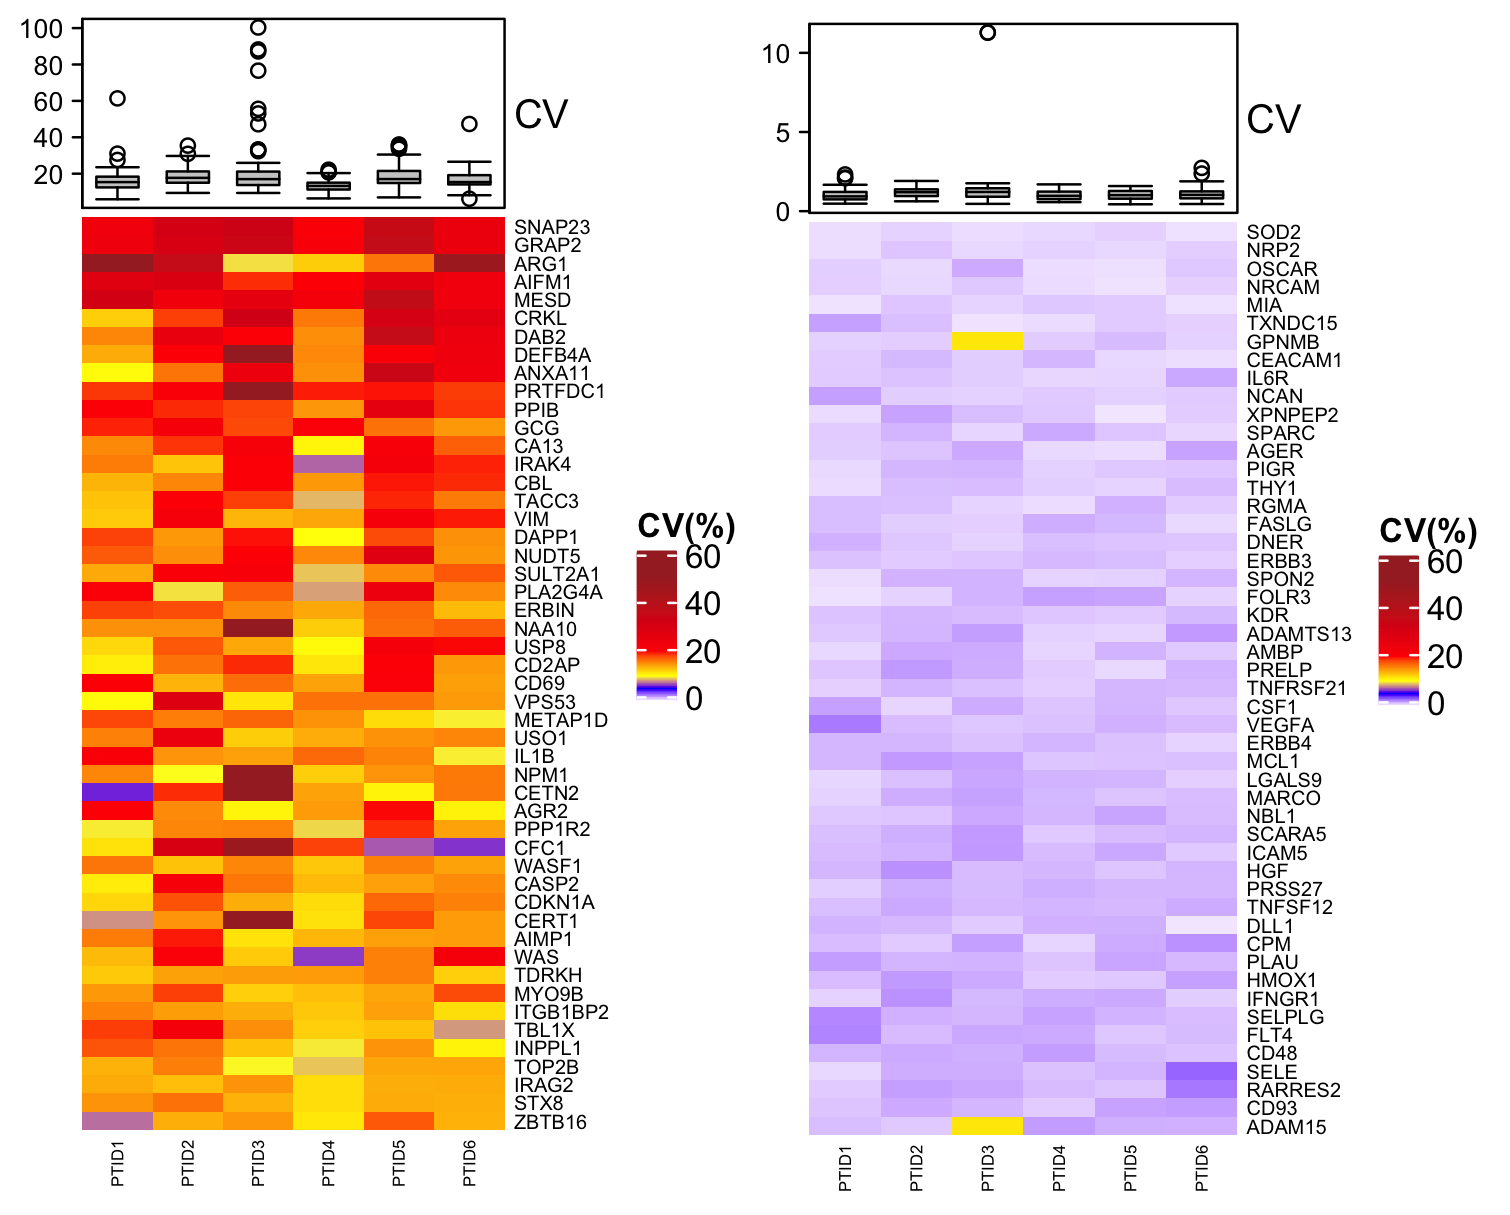 100
80
60
40
20
CV
SNAP23
GRAP2
ARG1
AIFM1
MESD
CRKL
DAB2
DEFB4A
ANXA11
PRTFDC1
PPIB
GCG
CA13
IRAK4
CBL
TACC3
VIM
DAPP1
NUDT5
SULT2A1
PLA2G4A
ERBIN
NAA10
USP8
CD2AP
CD69
VPS53
METAP1D
USO1
IL1B
NPM1
CETN2
AGR2
PPP1R2
CFC1
WASF1
CASP2
CDKN1A
CERT1
AIMP1
WAS
TDRKH
MYO9B
ITGB1BP2
TBL1X
INPPL1
TOP2B
IRAG2
STX8
ZBTB16
PTID1
PTID2
PTID3
PTID4
PTID5
PTID6
CV(%)
60
40
20
0
10
5
0
CV
SOD2
NRP2
OSCAR
NRCAM
MIA
TXNDC15
GPNMB
CEACAM1
IL6R
NCAN
XPNPEP2
SPARC
AGER
PIGR
THY1
RGMA
FASLG
DNER
ERBB3
SPON2
FOLR3
KDR
ADAMTS13
AMBP
PRELP
TNFRSF21
CSF1
VEGFA
ERBB4
MCL1
LGALS9
MARCO
NBL1
SCARA5
ICAM5
HGF
PRSS27
TNFSF12
DLL1
CPM
PLAU
HMOX1
IFNGR1
SELPLG
FLT4
CD48
SELE
RARRES2
CD93
ADAM15
PTID1
PTID2
PTID3
PTID4
PTID5
PTID6
CV(%)
60
40
20
0